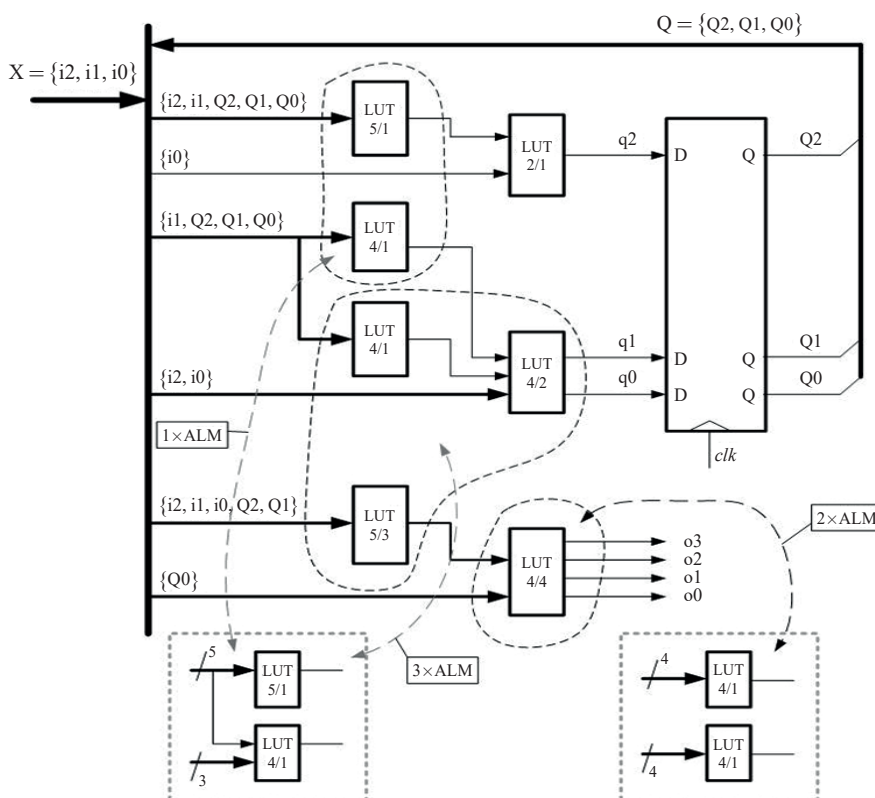 Q = {Q2, Q1, Q0}
X = {i2, i1, i0}
{i2, i1, Q2, Q1, Q0}
LUT
5/1
{i0}
LUT
2/1
q2
D
Q
Q2
{i1, Q2, Q1, Q0}
LUT
4/1
LUT
4/1
{i2, i0}
LUT
4/2
q1
D
Q
Q1
q0
D
Q
Q0
clk
1×ALM
{i2, i1, i0, Q2, Q1}
LUT
5/3
2×ALM
LUT
4/4
o3
o2
o1
o0
{Q0}
3×ALM
5
LUT
5/1
LUT
4/1
3
4
LUT
4/1
4
LUT
4/1